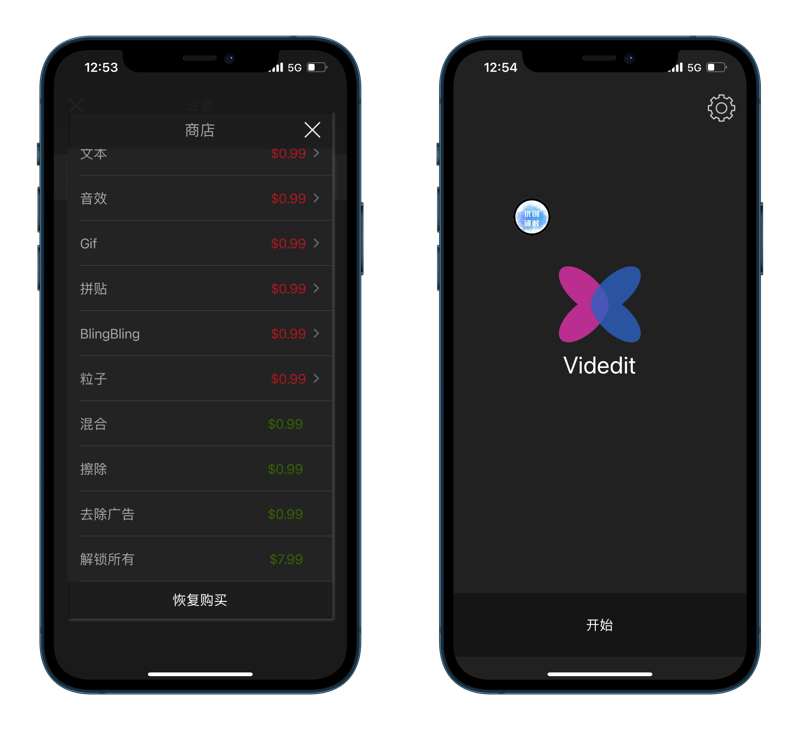 12:53
5G
设置
商店
文本 $0.99
音效 $0.99
Gif $0.99
拼贴 $0.99
BlingBling $0.99
粒子 $0.99
混合 $0.99
擦除 $0.99
去除广告 $0.99
解锁所有 $7.99
恢复购买
12:54
5G
Videdit
开始